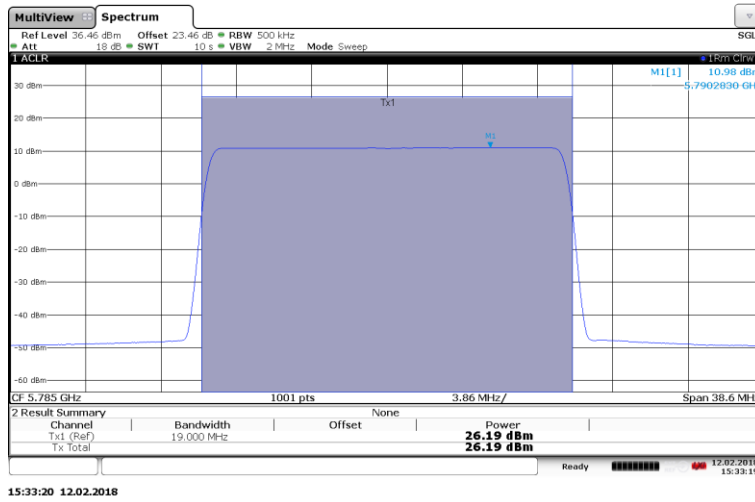 MultiView Spectrum
Ref Level 36.46 dBm Offset 23.46 dB RBW 500 kHz SGL
Att 18 dB SWT 10 s VBW 2 MHz Mode Sweep
1 ACLR 1Rm Clrw
M1[1] 10.98 dBm
5.7902830 GH
30 dBm
Tx1
20 dBm
M1
10 dBm
0 dBm
-10 dBm
-20 dBm
-30 dBm
-40 dBm
-50 dBm
-60 dBm
CF 5.785 GHz 1001 pts 3.86 MHz/ Span 38.6 MH
2 Result Summary None
Channel Bandwidth Offset Power
Tx1 (Ref) 19.000 MHz 26.19 dBm
Tx Total 26.19 dBm
Ready 12.02.2018
15:33:19
15:33:20 12.02.2018